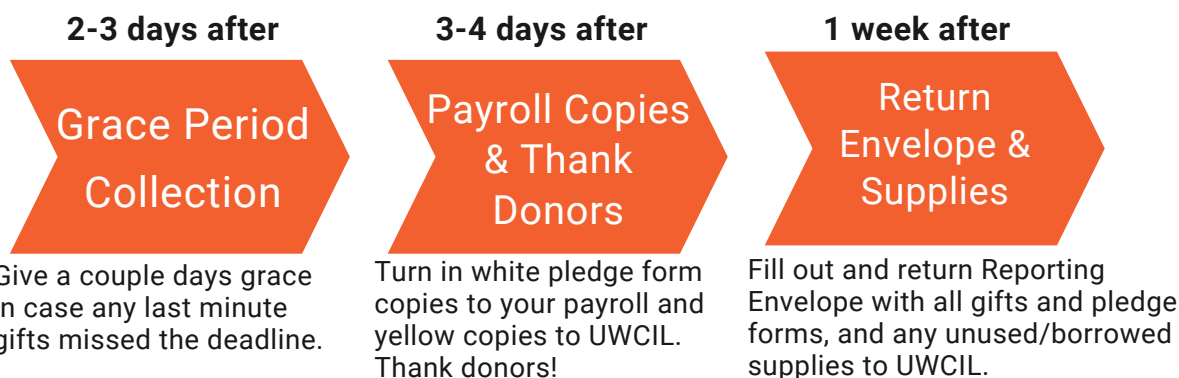 2-3 days after
Grace Period
Collection
Give a couple days grace
in case any last minute
gifts missed the deadline.
3-4 days after
Payroll Copies
& Thank
Donors
Turn in white pledge form
copies to your payroll and
yellow copies to UWCIL.
Thank donors!
1 week after
Return
Envelope &
Supplies
Fill out and return Reporting
Envelope with all gifts and pledge
forms, and any unused/borrowed
supplies to UWCIL.